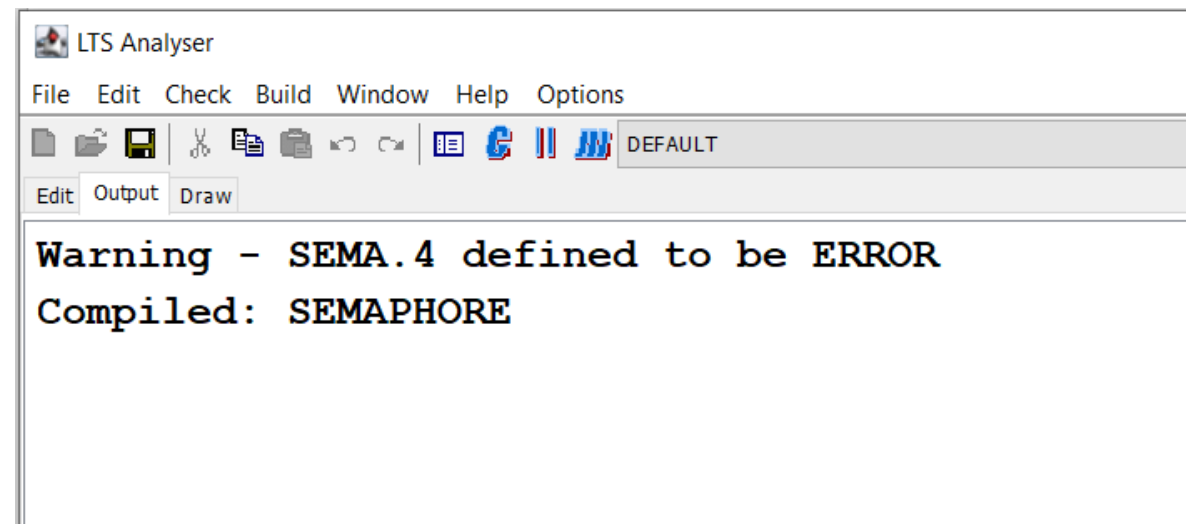 LTS Analyser
File Edit Check Build Window Help Options
DEFAULT
Edit Output Draw
Warning - SEMA.4 defined to be ERROR
Compiled: SEMAPHORE